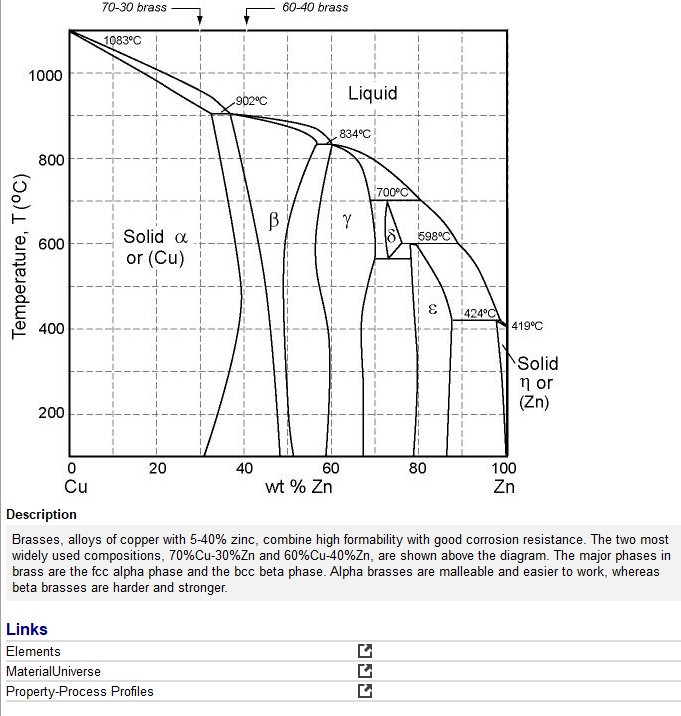 70-30 brass
60-40 brass
1083ºC
1000
902ºC
Liquid
834ºC
800
700ºC
Temperature, T (ºC)
β
γ
Solid α
or (Cu)
δ
598ºC
600
ε
424ºC
400
419ºC
Solid
η or
(Zn)
200
0
20
40
60
80
100
Cu
wt % Zn
Zn
Description
Brasses, alloys of copper with 5-40% zinc, combine high formability with good corrosion resistance. The two most
widely used compositions, 70%Cu-30%Zn and 60%Cu-40%Zn, are shown above the diagram. The major phases in
brass are the fcc alpha phase and the bcc beta phase. Alpha brasses are malleable and easier to work, whereas
beta brasses are harder and stronger.
Links
Elements
MaterialUniverse
Property-Process Profiles